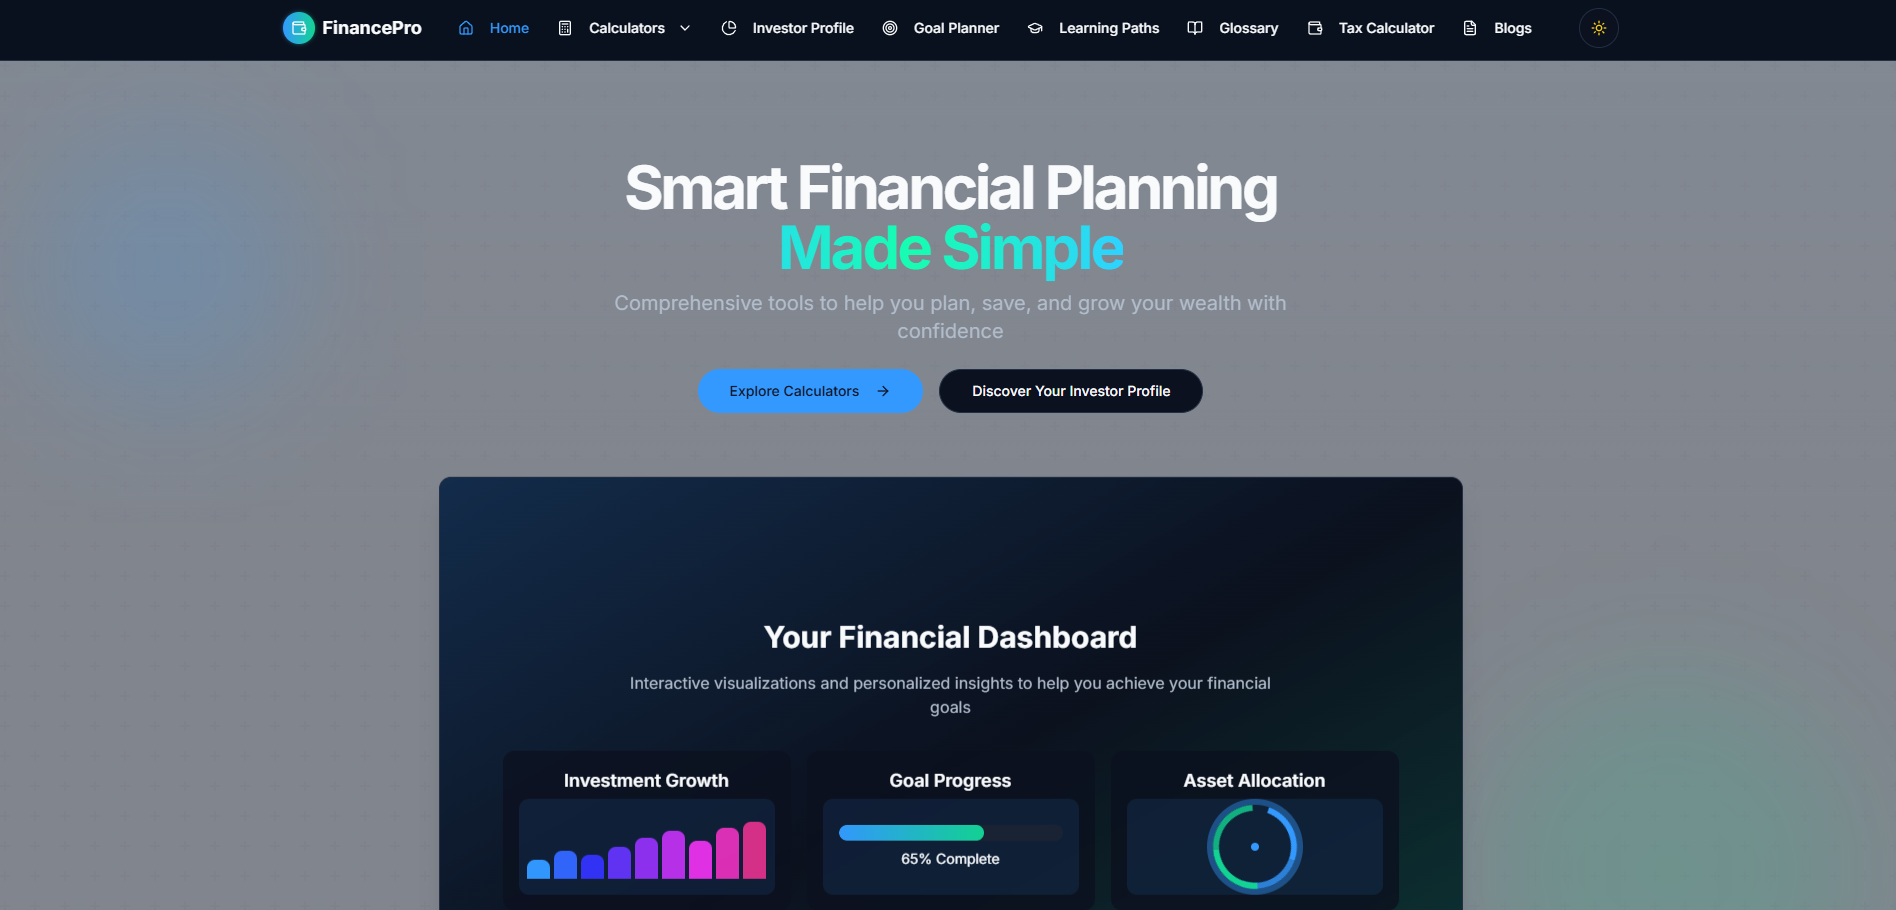 FinancePro
Home
Calculators
Investor Profile
Goal Planner
Learning Paths
Glossary
Tax Calculator
Blogs
Smart Financial Planning
Made Simple
Comprehensive tools to help you plan, save, and grow your wealth with
confidence
Explore Calculators
Discover Your Investor Profile
Your Financial Dashboard
Interactive visualizations and personalized insights to help you achieve your financial
goals
Investment Growth
Goal Progress
65% Complete
Asset Allocation